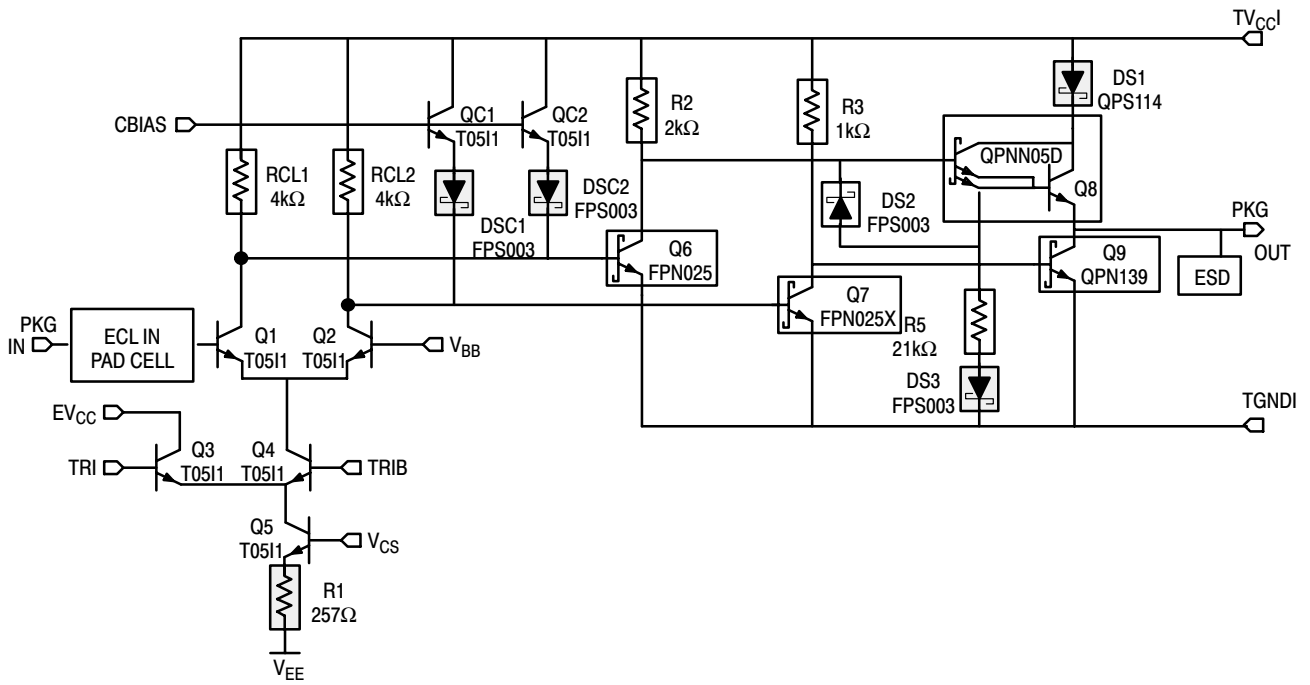 TVCCI
DS1
QPS114
R2
2kΩ
R3
1kΩ
QC1
T05I1
QC2
T05I1
CBIAS
QPNN05D
Q8
RCL1
4kΩ
RCL2
4kΩ
DSC1
FPS003
DSC2
FPS003
DS2
FPS003
PKG
OUT
Q6
FPN025
Q9
QPN139
ESD
Q7
FPN025X
R5
21kΩ
PKG
IN
ECL IN
PAD CELL
Q1
T05I1
Q2
T05I1
VBB
DS3
FPS003
TGNDI
EVCC
TRI
Q3
T05I1
Q4
T05I1
TRIB
Q5
T05I1
VCS
R1
257Ω
VEE